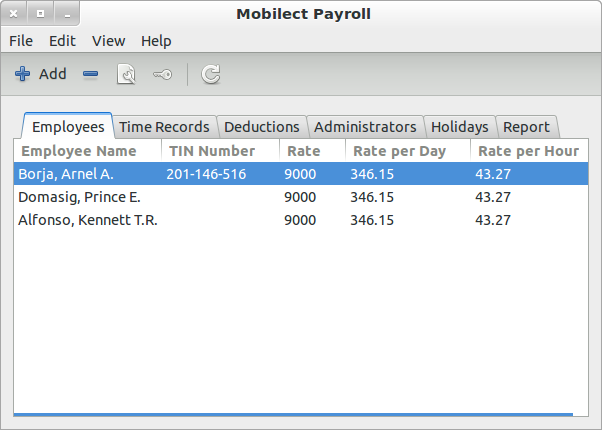 Mobilect Payroll
File Edit View Help
Add
Employees Time Records Deductions Administrators Holidays Report
Employee Name TIN Number Rate Rate per Day Rate per Hour
Borja, Arnel A. 201-146-516 9000 346.15 43.27
Domasig, Prince E. 9000 346.15 43.27
Alfonso, Kennett T.R. 9000 346.15 43.27